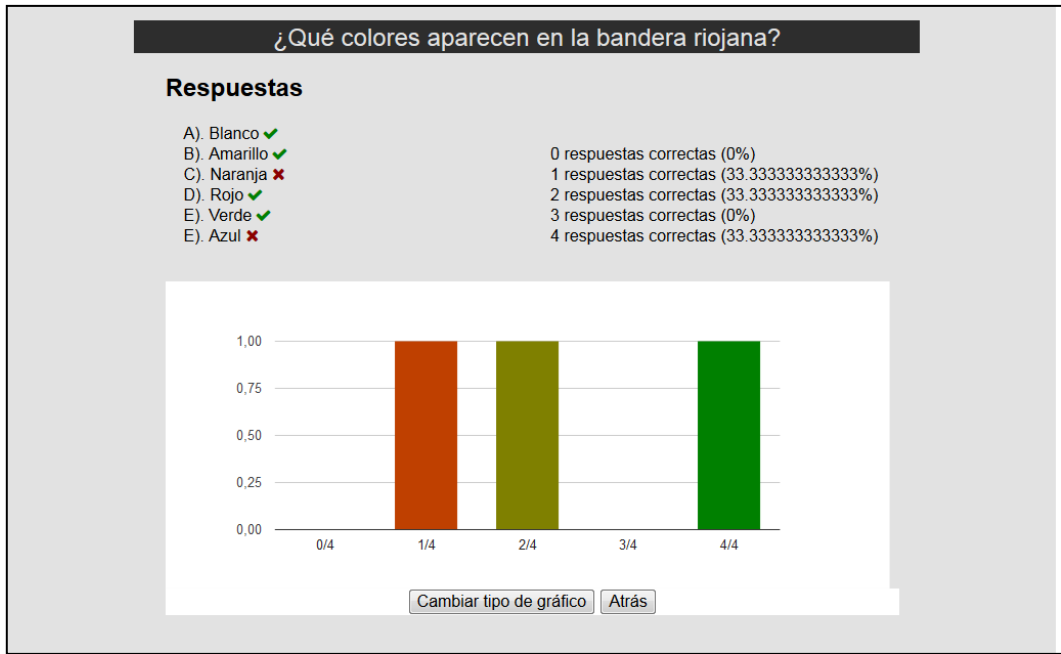 ¿Qué colores aparecen en la bandera riojana?
Respuestas
A). Blanco ✔
B). Amarillo ✔
C). Naranja ✖
D). Rojo ✔
E). Verde ✔
E). Azul ✖
0 respuestas correctas (0%)
1 respuestas correctas (33.333333333333%)
2 respuestas correctas (33.333333333333%)
3 respuestas correctas (0%)
4 respuestas correctas (33.333333333333%)
1,00
0,75
0,50
0,25
0,00
0/4 1/4 2/4 3/4 4/4
Cambiar tipo de gráfico Atrás